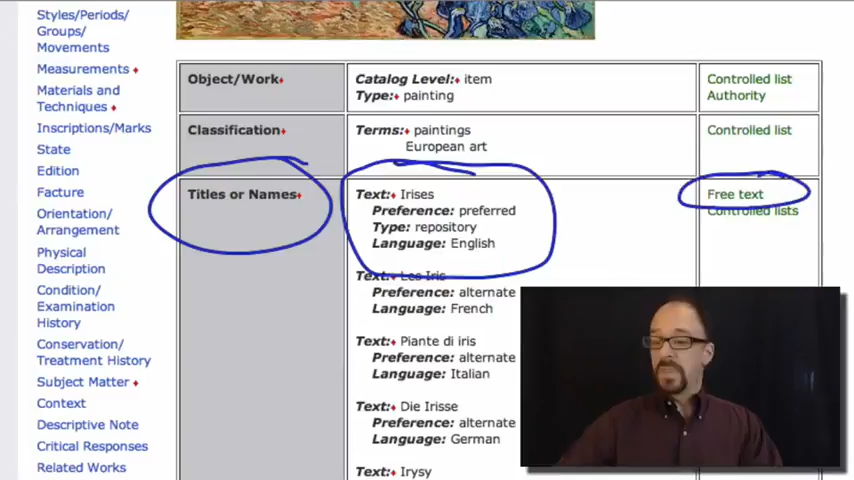 Styles/Periods/
Groups/
Movements
Measurements ♦
Materials and
Techniques ♦
Inscriptions/Marks
State
Edition
Facture
Orientation/
Arrangement
Physical
Description
Condition/
Examination
History
Conservation/
Treatment History
Subject Matter ♦
Context
Descriptive Note
Critical Responses
Related Works
Object/Work♦
Catalog Level:♦ item
Type:♦ painting
Controlled list
Authority
Classification♦
Terms:♦ paintings
European art
Controlled list
Titles or Names♦
Text:♦ Irises
Preference: preferred
Type: repository
Language: English
Free text
Controlled lists
Text:♦ Les Iris
Preference: alternate
Language: French
Text:♦ Piante di iris
Preference: alternate
Language: Italian
Text:♦ Die Irisse
Preference: alternate
Language: German
Text:♦ Irysy